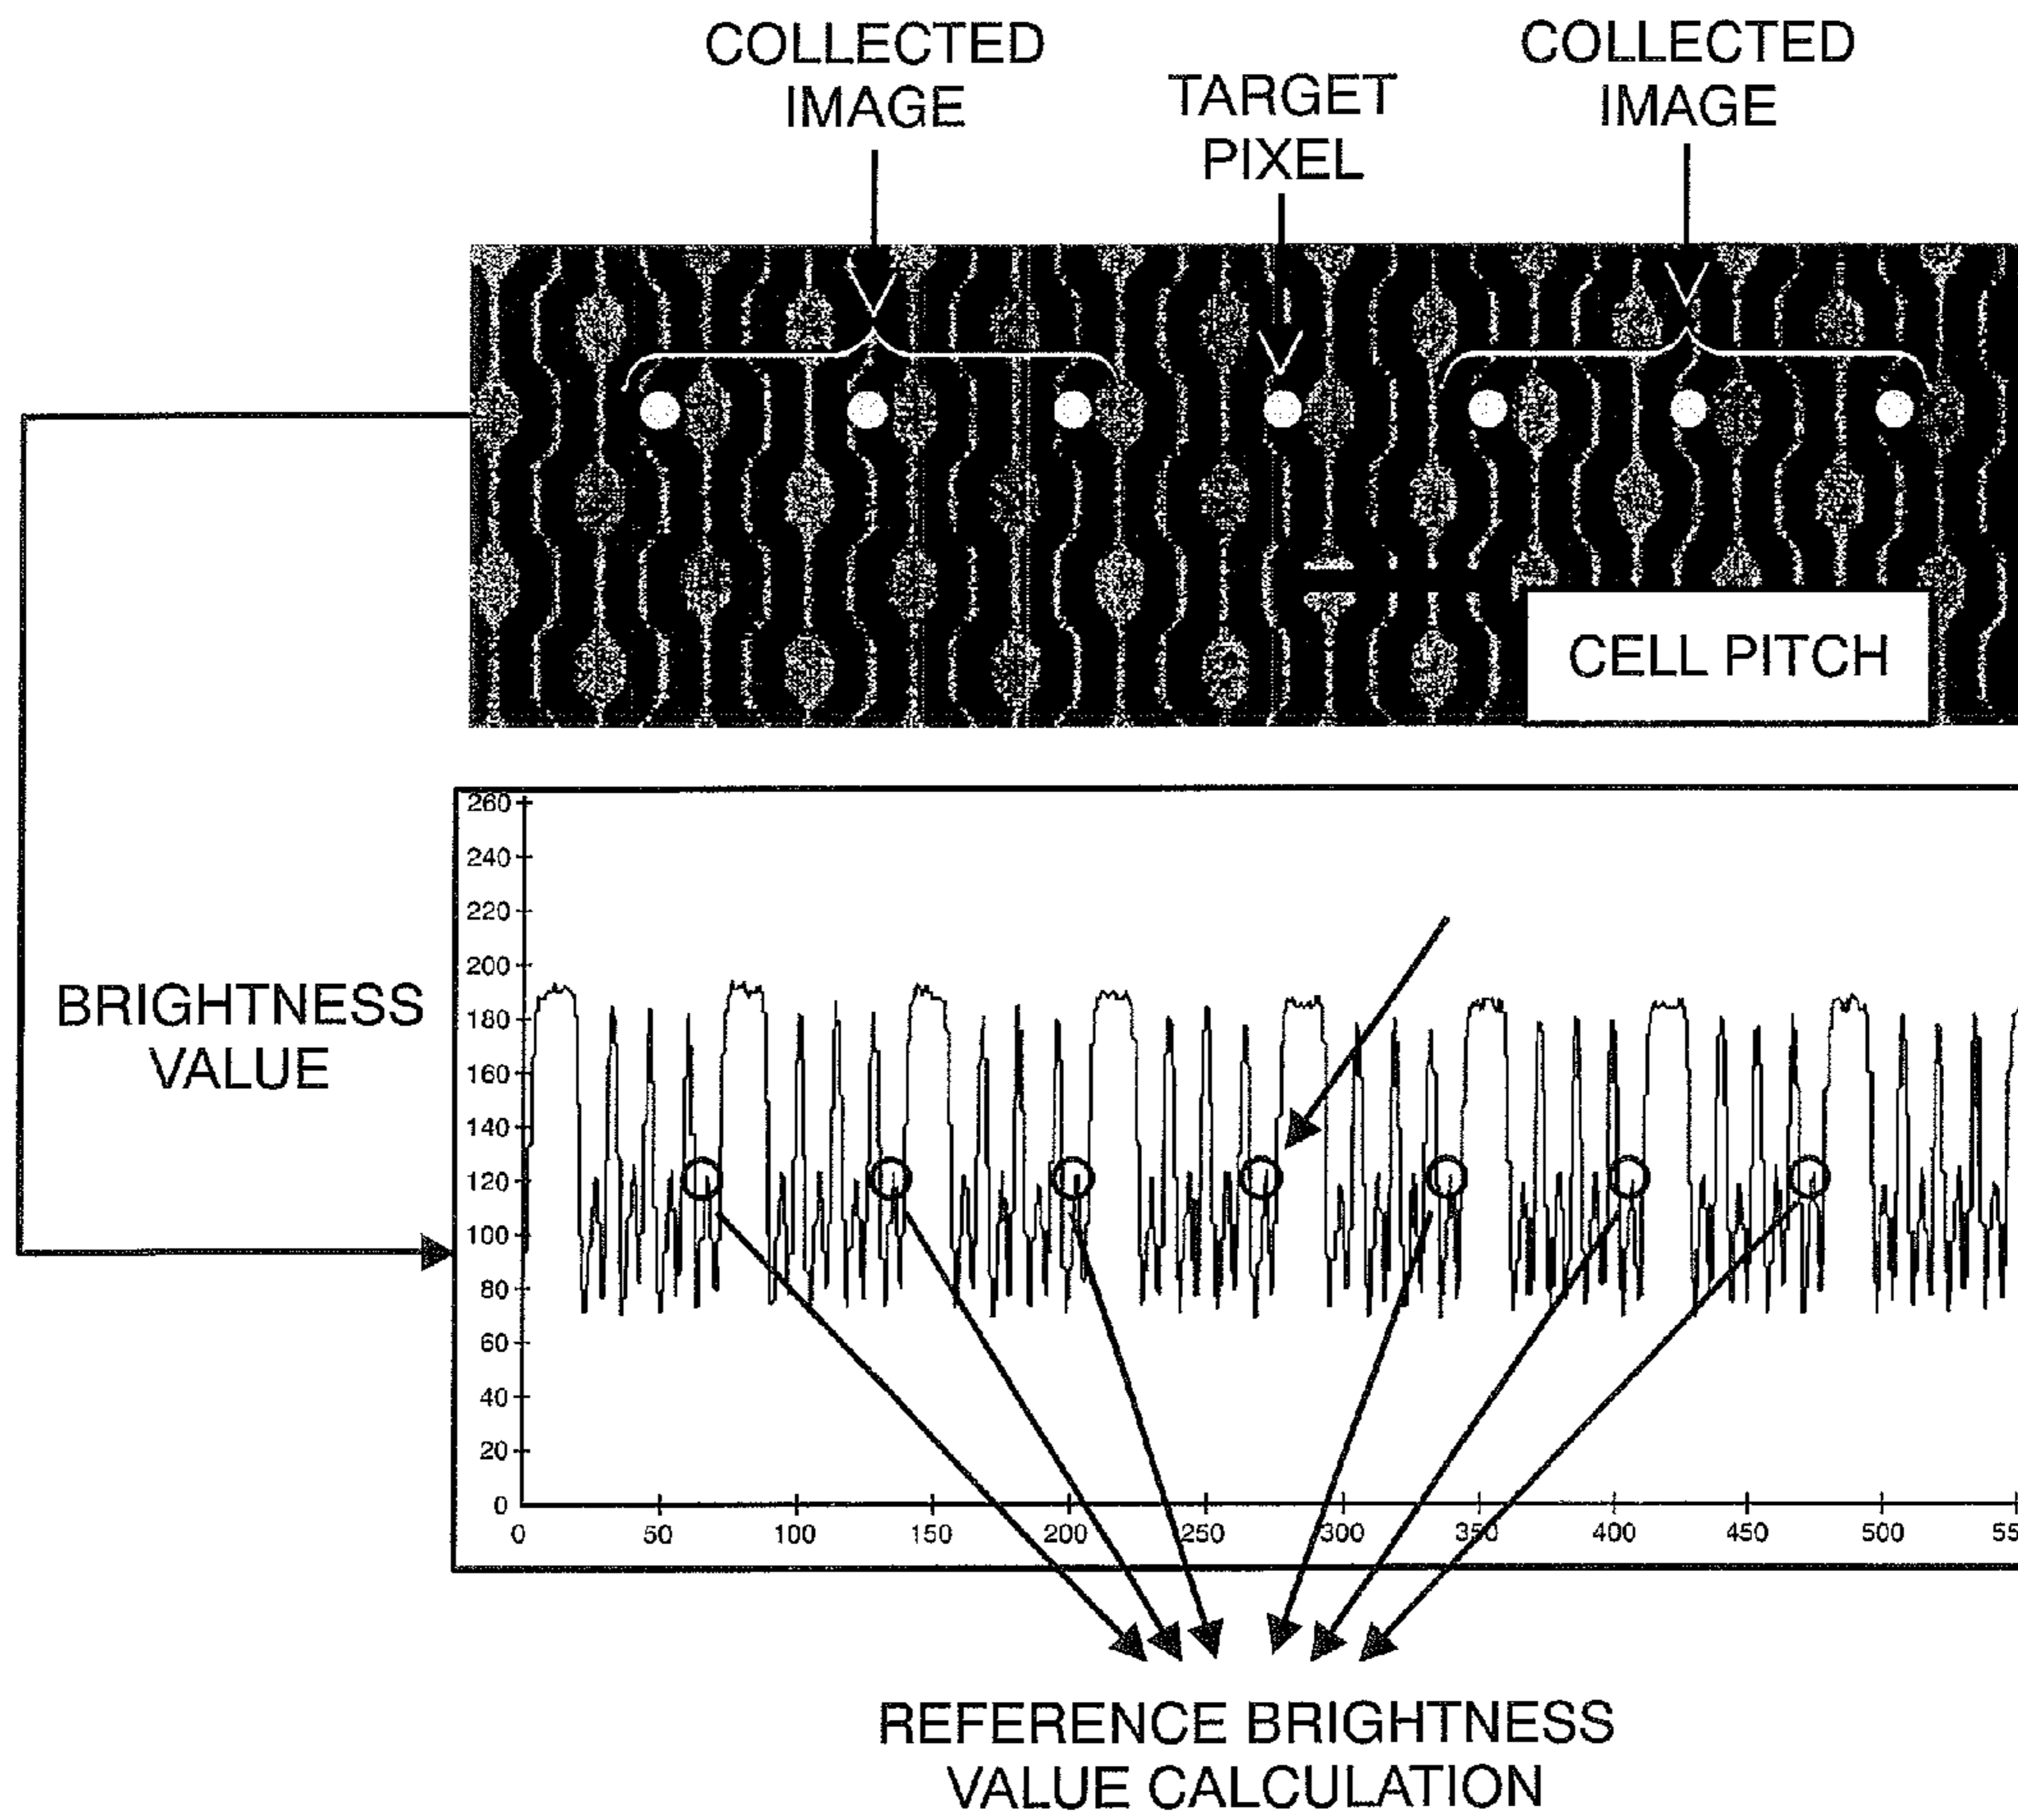 COLLECTED
IMAGE
TARGET
PIXEL
COLLECTED
IMAGE
CELL PITCH
BRIGHTNESS
VALUE
260
240
220
200
180
160
140
120
100
80
60
40
20
0
0 50 100 150 200 250 300 350 400 450 500 55
REFERENCE BRIGHTNESS
VALUE CALCULATION